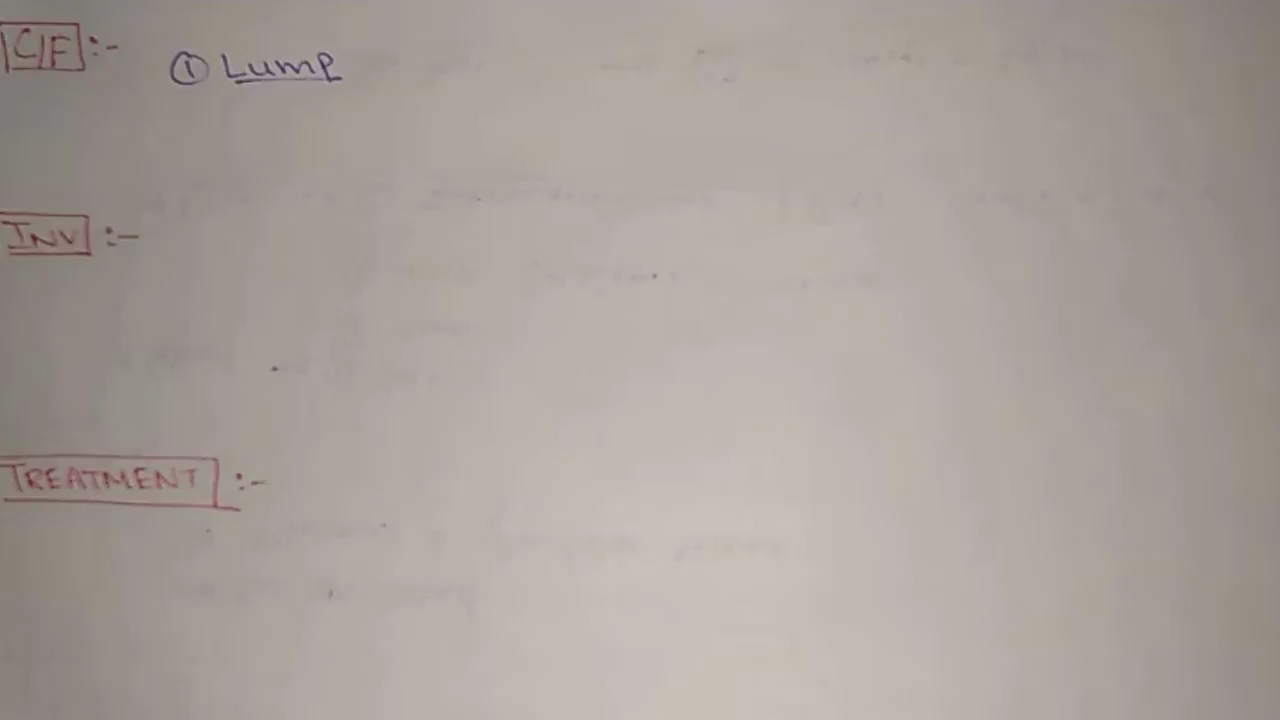 C/F :-
① Lump
INV :-
TREATMENT :-